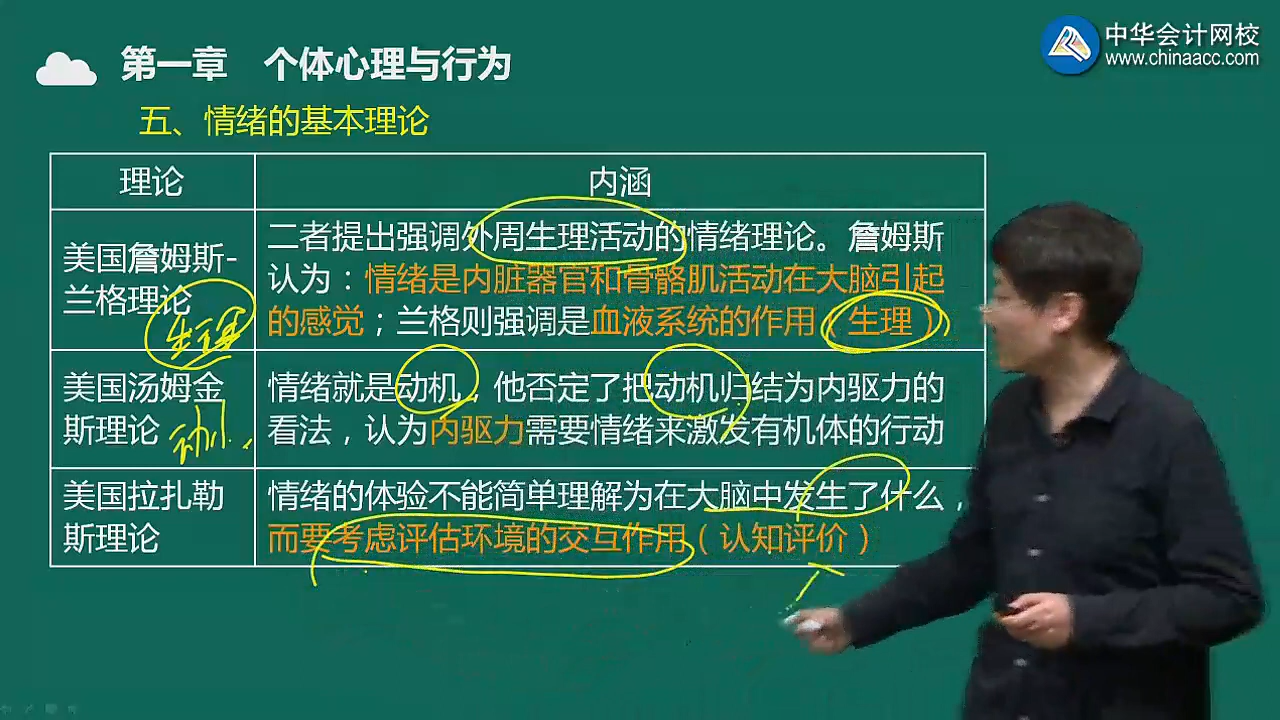 中华会计网校
www.chinaacc.com
第一章 个体心理与行为
五、情绪的基本理论
理论
内涵
美国詹姆斯-
兰格理论
生理
二者提出强调外周生理活动的情绪理论。詹姆斯
认为：情绪是内脏器官和骨骼肌活动在大脑引起
的感觉；兰格则强调是血液系统的作用（生理）
美国汤姆金
斯理论
动机
情绪就是动机，他否定了把动机归结为内驱力的
看法，认为内驱力需要情绪来激发有机体的行动
美国拉扎勒
斯理论
情绪的体验不能简单理解为在大脑中发生了什么，
而要考虑评估环境的交互作用（认知评价）